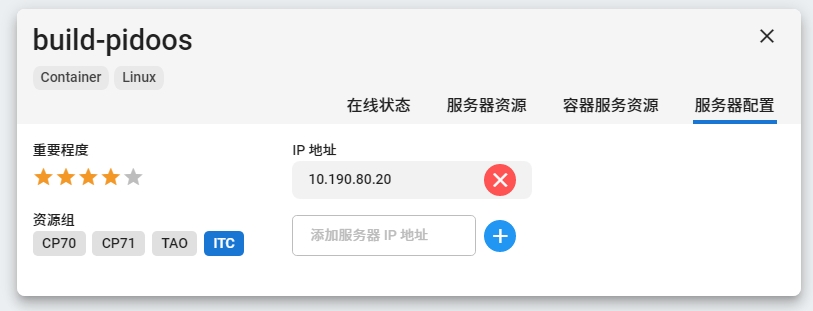 build-pidoos
Container Linux
在线状态 服务器资源 容器服务资源 服务器配置
重要程度
IP 地址
10.190.80.20
资源组
CP70 CP71 TAO ITC
添加服务器 IP 地址